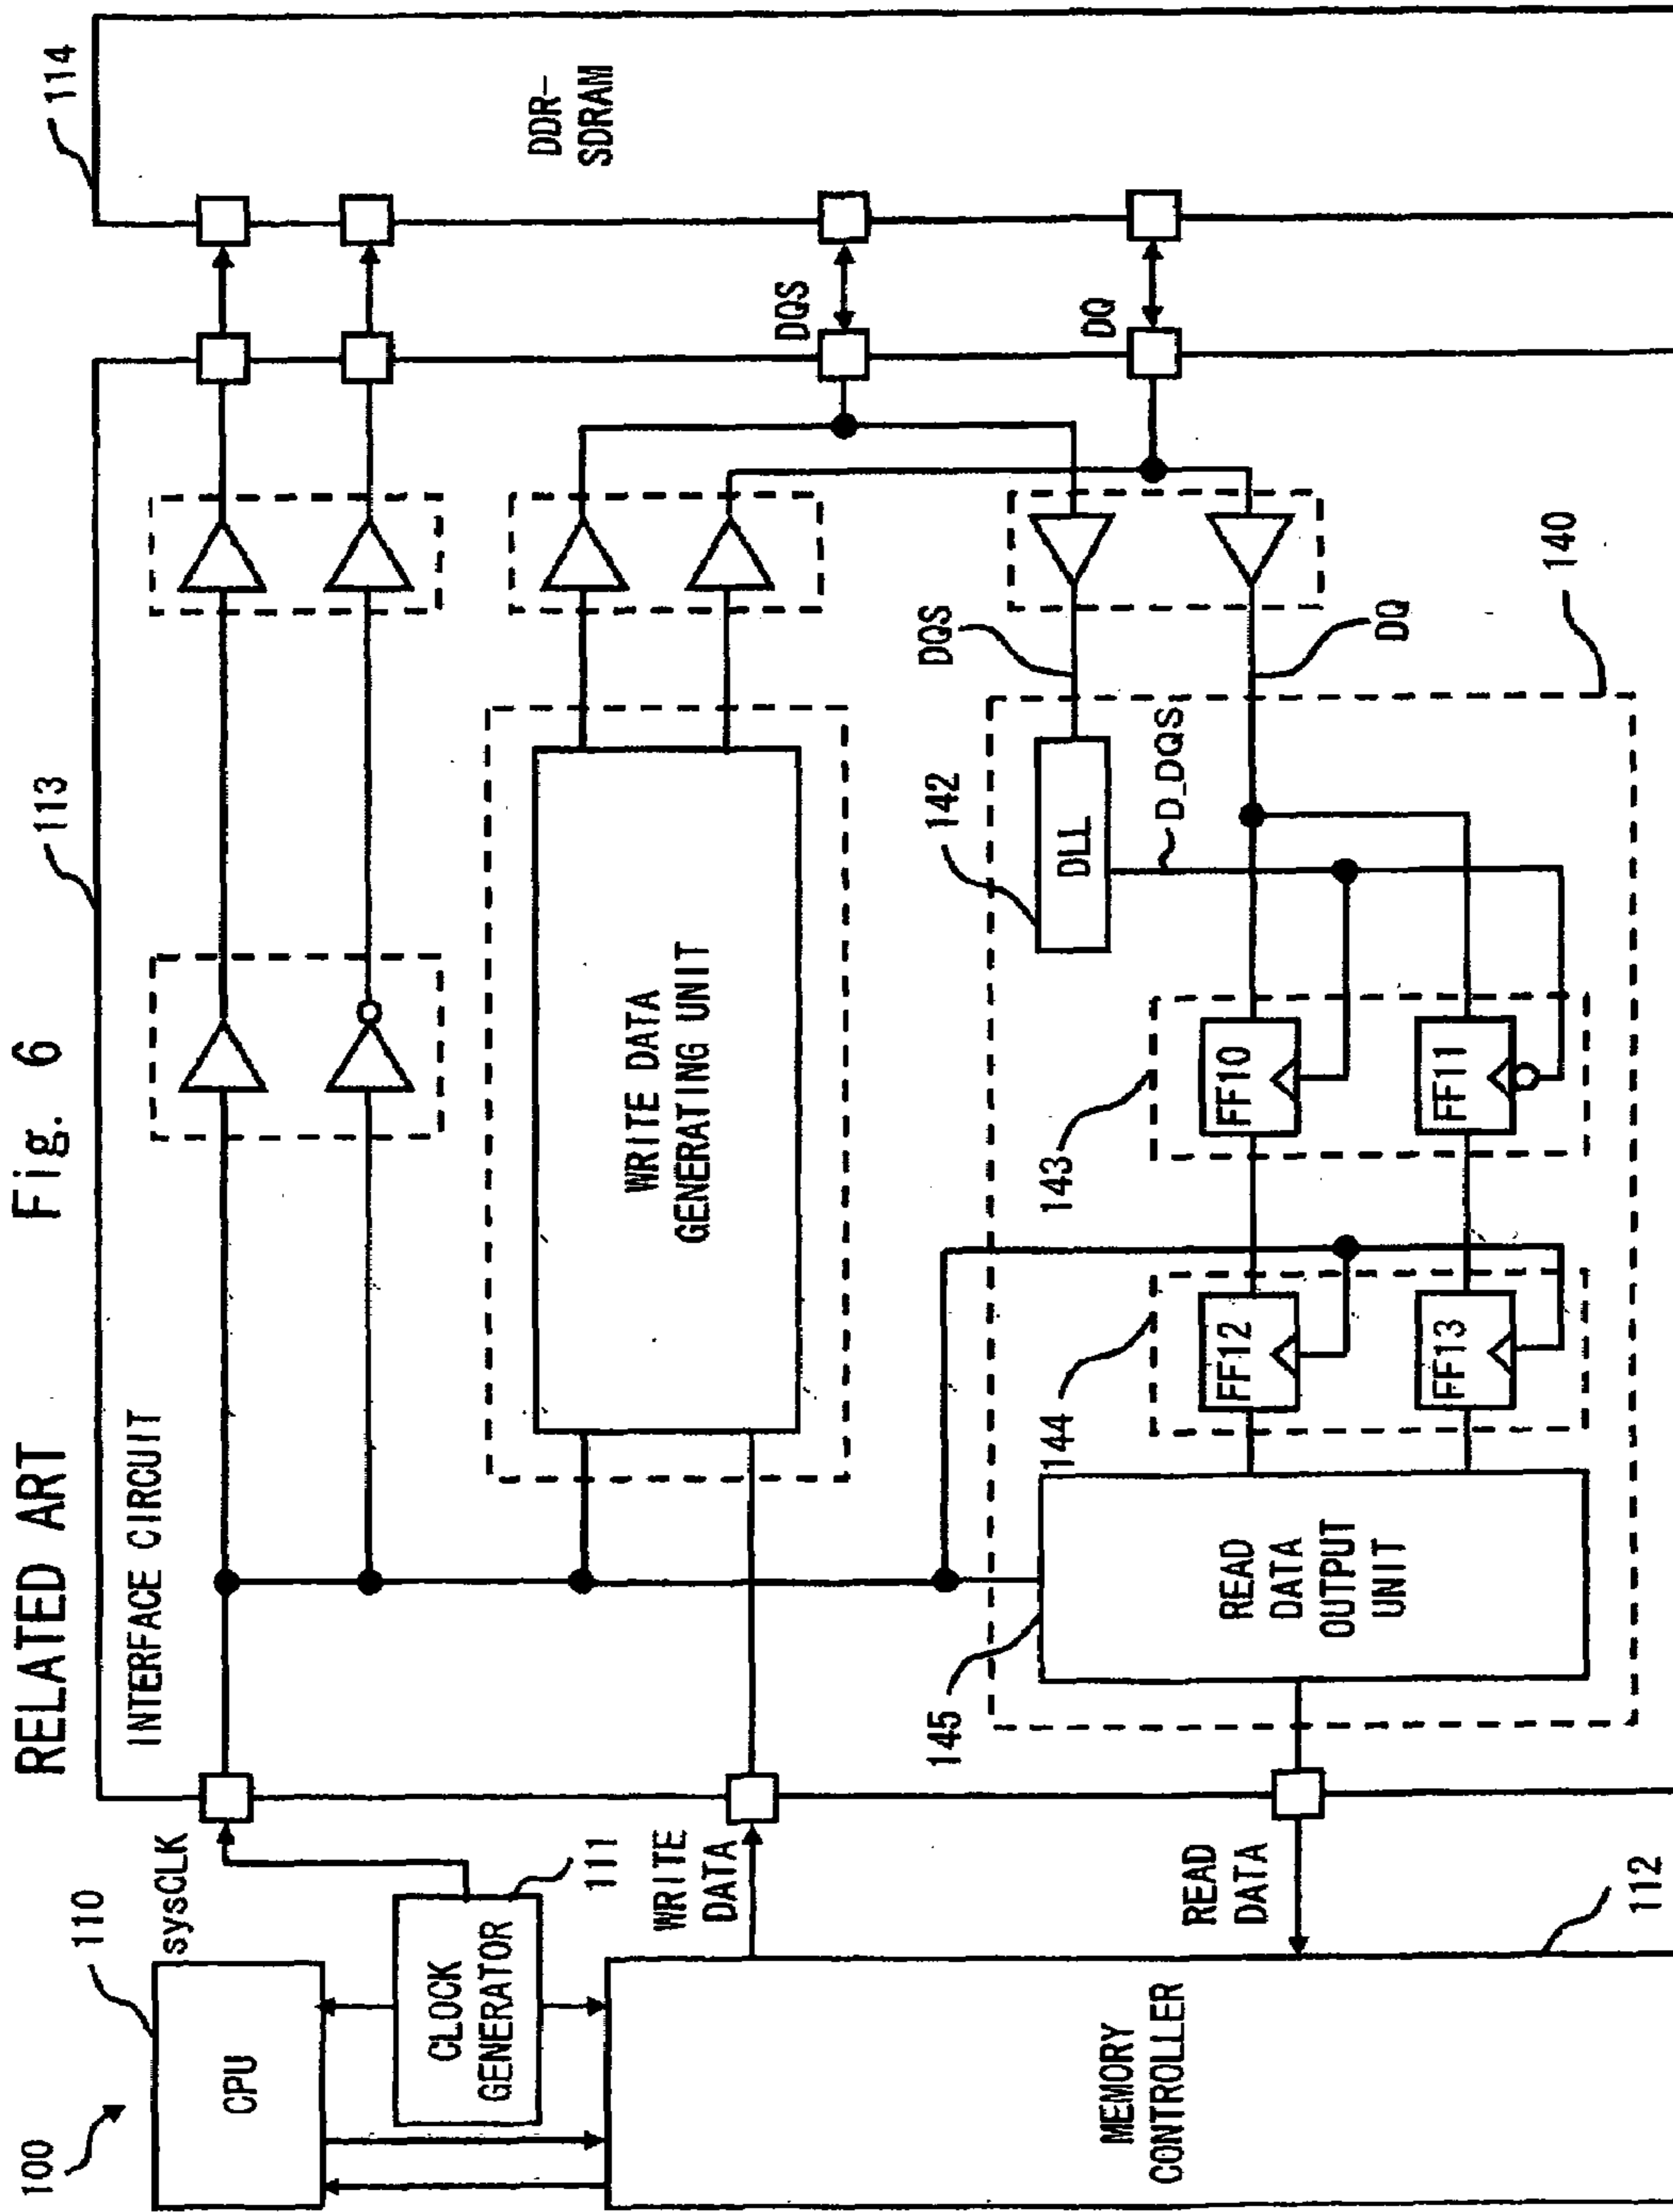 RELATED ART
Fig. 6
100
110
sysCLK
CPU
CLOCK
GENERATOR
111
MEMORY
CONTROLLER
112
WRITE
DATA
READ
DATA
113
INTERFACE CIRCUIT
WRITE DATA
GENERATING UNIT
114
DDR-
SDRAM
DQS
DQ
DQS
DQ
140
142
DLL
D_DQS
143
FF10
FF11
144
FF12
FF13
145
READ
DATA
OUTPUT
UNIT